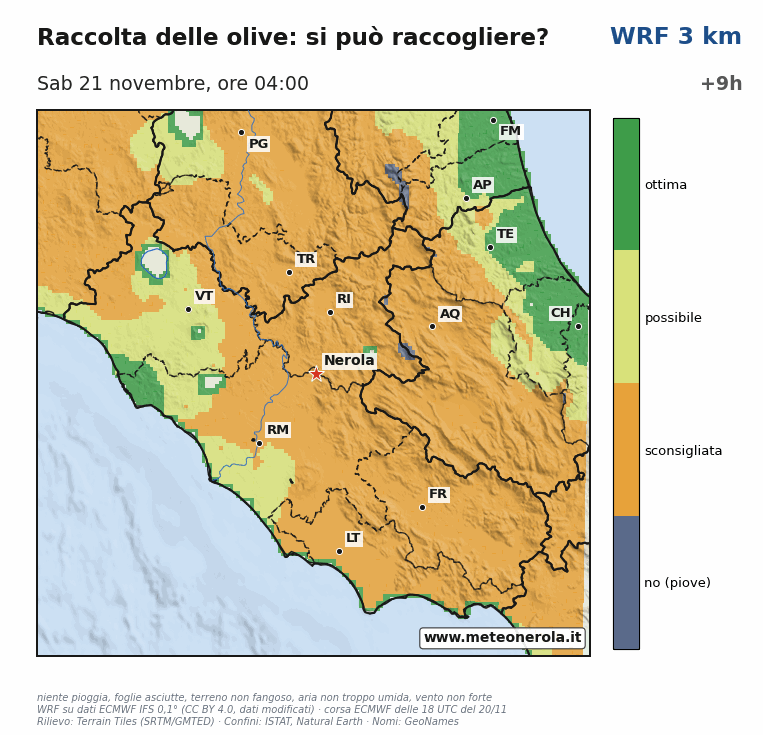 Raccolta delle olive: si può raccogliere?
WRF 3 km
Sab 21 novembre, ore 04:00
+9h
FM
PG
AP
TE
TR
VT
RI
AQ
CH
Nerola
RM
FR
LT
www.meteonerola.it
ottima
possibile
sconsigliata
no (piove)
niente pioggia, foglie asciutte, terreno non fangoso, aria non troppo umida, vento non forte
WRF su dati ECMWF IFS 0,1° (CC BY 4.0, dati modificati) · corsa ECMWF delle 18 UTC del 20/11
Rilievo: Terrain Tiles (SRTM/GMTED) · Confini: ISTAT, Natural Earth · Nomi: GeoNames